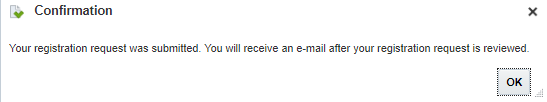 Confirmation
Your registration request was submitted. You will receive an e-mail after your registration request is reviewed.
OK